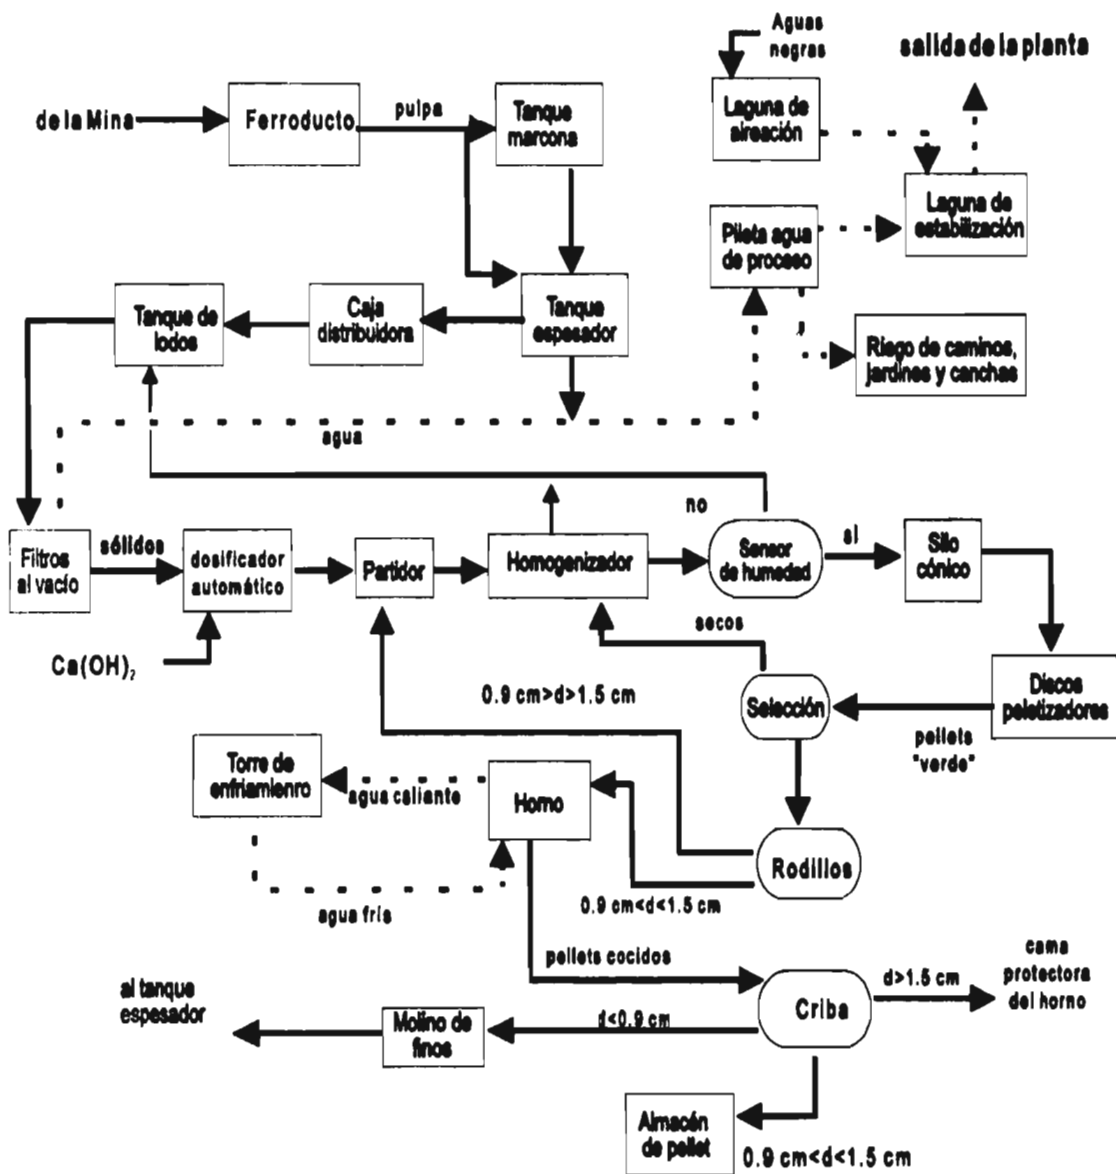 Aguas
negras
salida de la planta
de la Mina
Ferroducto
pulpa
Tanque
marcona
Laguna de
aireación
Laguna de
estabilización
Pileta agua
de proceso
Tanque de
lodos
Caja
distribuidora
Tanque
espesador
Riego de caminos,
jardines y canchas
agua
no
Filtros
al vacío
sólidos
dosificador
automático
Partidor
Homogenizador
Sensor
de humedad
si
Silo
cónico
secos
Ca(OH)₂
0.9 cm>d>1.5 cm
Selección
Discos
peletizadores
pellets
"verde"
Torre de
enfriamienro
agua caliante
Horno
Rodillos
agua fris
0.9 cm<d<1.5 cm
pellets cocidos
cama
protectora
del horno
al tanque
espesador
Molino de
finos
d<0.9 cm
Criba
d>1.5 cm
Almacén
de pellet
0.9 cm<d<1.5 cm